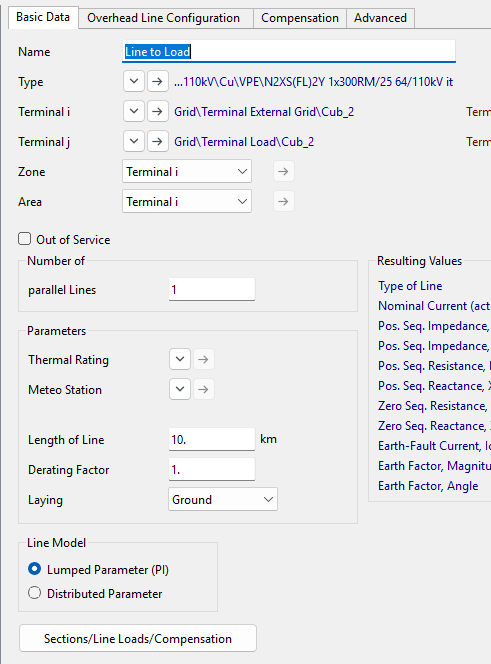 Basic Data Overhead Line Configuration Compensation Advanced
Name Line to Load
Type ...110kV\Cu\VPE\N2XS(FL)2Y 1x300RM/25 64/110kV it
Terminal i Grid\Terminal External Grid\Cub_2
Terminal j Grid\Terminal Load\Cub_2
Zone Terminal i
Area Terminal i
Out of Service
Number of
parallel Lines 1
Parameters
Thermal Rating
Meteo Station
Length of Line 10. km
Derating Factor 1.
Laying Ground
Line Model
Lumped Parameter (PI)
Distributed Parameter
Sections/Line Loads/Compensation
Resulting Values
Type of Line
Nominal Current (act
Pos. Seq. Impedance,
Pos. Seq. Impedance,
Pos. Seq. Resistance,
Pos. Seq. Reactance,
Zero Seq. Resistance,
Zero Seq. Reactance,
Earth-Fault Current,
Earth Factor, Magnitu
Earth Factor, Angle